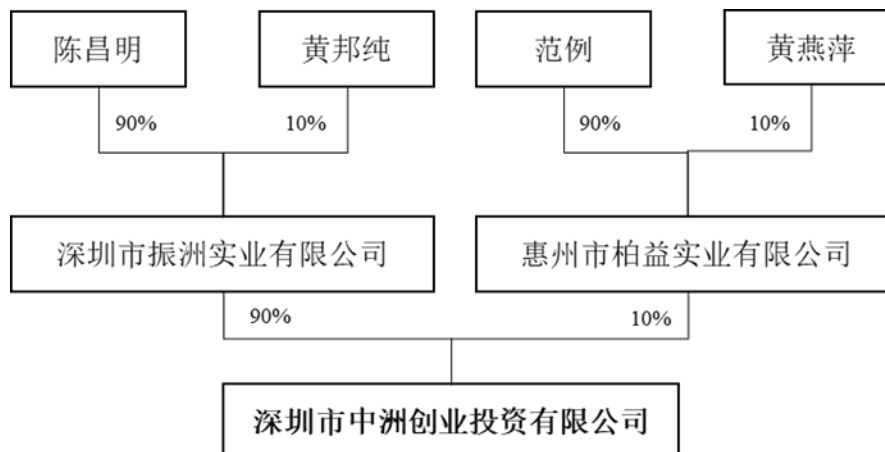 陈昌明
黄邦纯
范例
黄燕萍
90%
10%
90%
10%
深圳市振洲实业有限公司
惠州市柏益实业有限公司
90%
10%
深圳市中洲创业投资有限公司